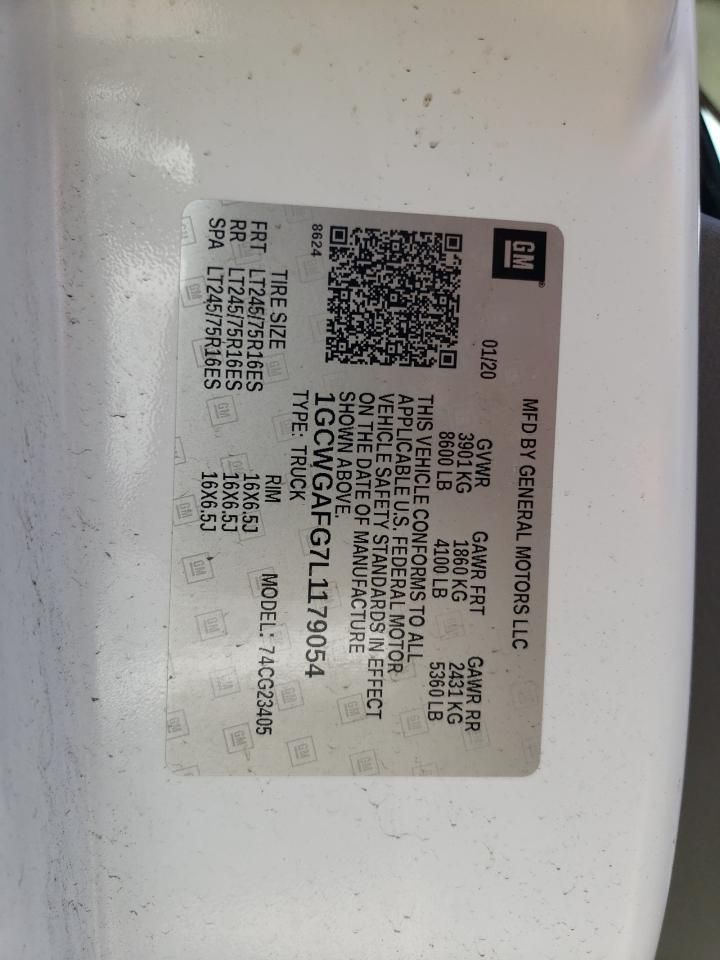 GM
MFD BY GENERAL MOTORS LLC
01/20 GVWR GAWR FRT GAWR RR
3901 KG 1860 KG 2431 KG
8600 LB 4100 LB 5360 LB
THIS VEHICLE CONFORMS TO ALL
APPLICABLE U.S. FEDERAL MOTOR
VEHICLE SAFETY STANDARDS IN EFFECT
ON THE DATE OF MANUFACTURE
SHOWN ABOVE.
8624
1GCWGAFG7L1179054
TYPE: TRUCK
MODEL: 74CG23405
TIRE SIZE RIM
FRT LT245/75R16ES 16X6.5J
RR LT245/75R16ES 16X6.5J
SPA LT245/75R16ES 16X6.5J